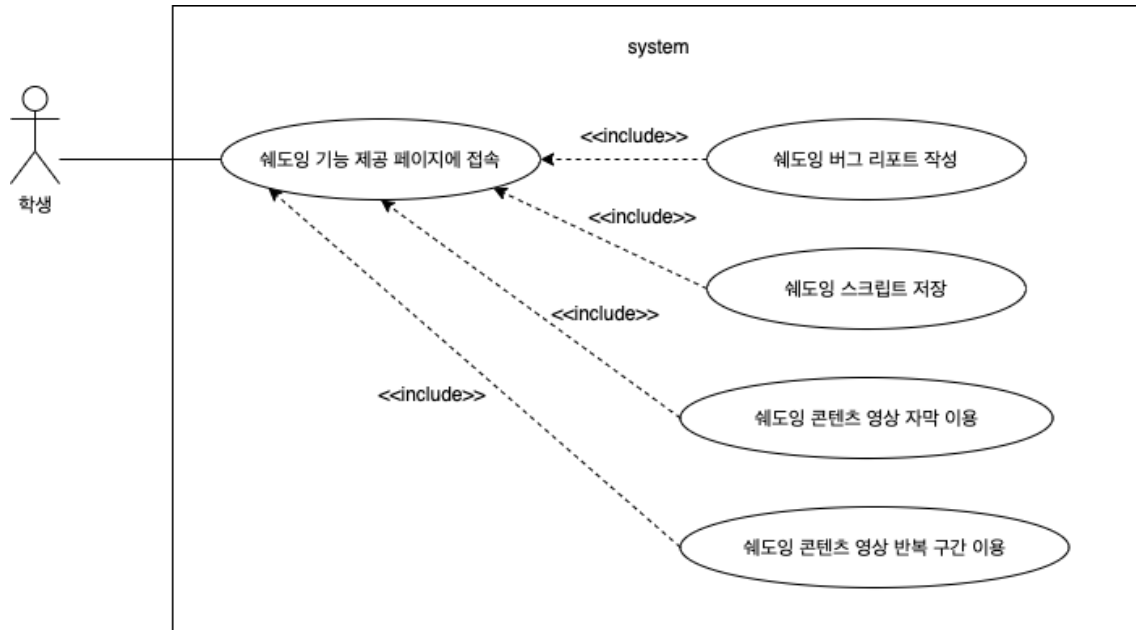 system
학생
쉐도잉 기능 제공 페이지에 접속
<<include>>
쉐도잉 버그 리포트 작성
<<include>>
쉐도잉 스크립트 저장
<<include>>
쉐도잉 콘텐츠 영상 자막 이용
<<include>>
쉐도잉 콘텐츠 영상 반복 구간 이용